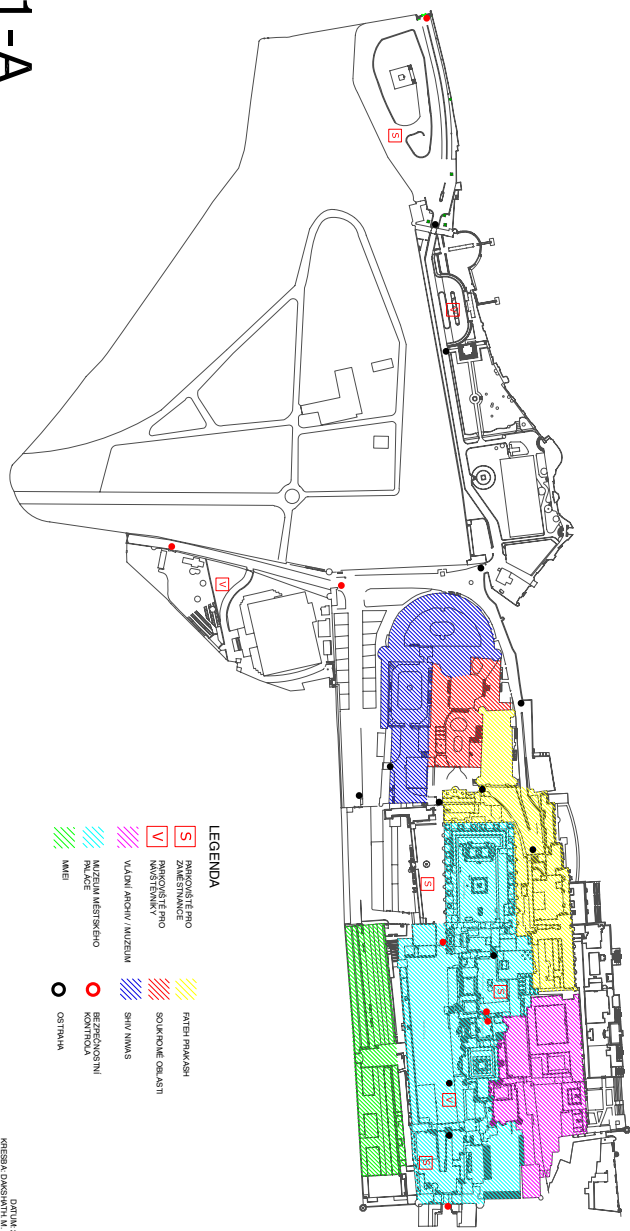 1-A
S
V
V
S
S
V
S
LEGENDA
S PARKOVIŠTĚ PRO
ZAMĚSTNANCE
V PARKOVIŠTĚ PRO
NÁVŠTĚVNÍKY
VLÁDNÍ ARCHIV / MUZEUM
MUZEUM MĚSTSKÉHO
PALÁCE
MMEI
FATEH PRAKASH
SOUKROMÉ OBLASTI
SHIV NIWAS
BEZPEČNOSTNÍ
KONTROLA
OSTRAHA
DATUM:
KRESBA: DAKSHATH. M.